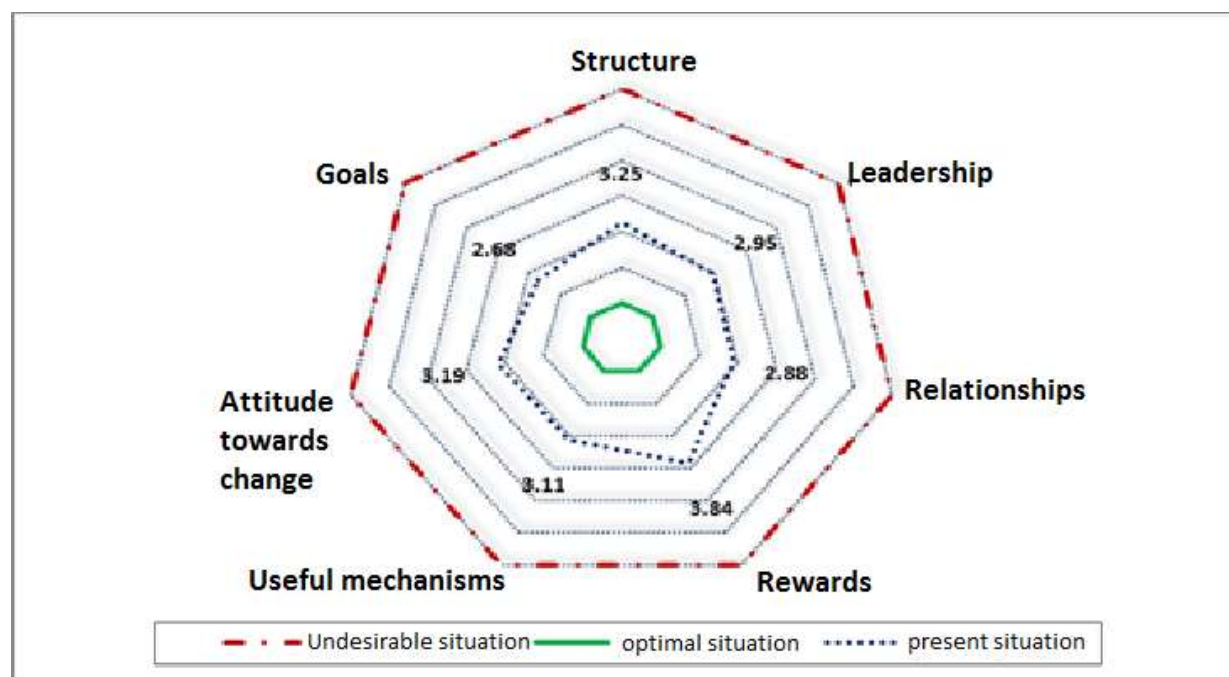 Structure
Goals
Leadership
3.25
2.95
2.68
2.88
3.19
Relationships
Attitude
towards
change
3.11
3.84
Useful mechanisms
Rewards
Undesirable situation
optimal situation
present situation